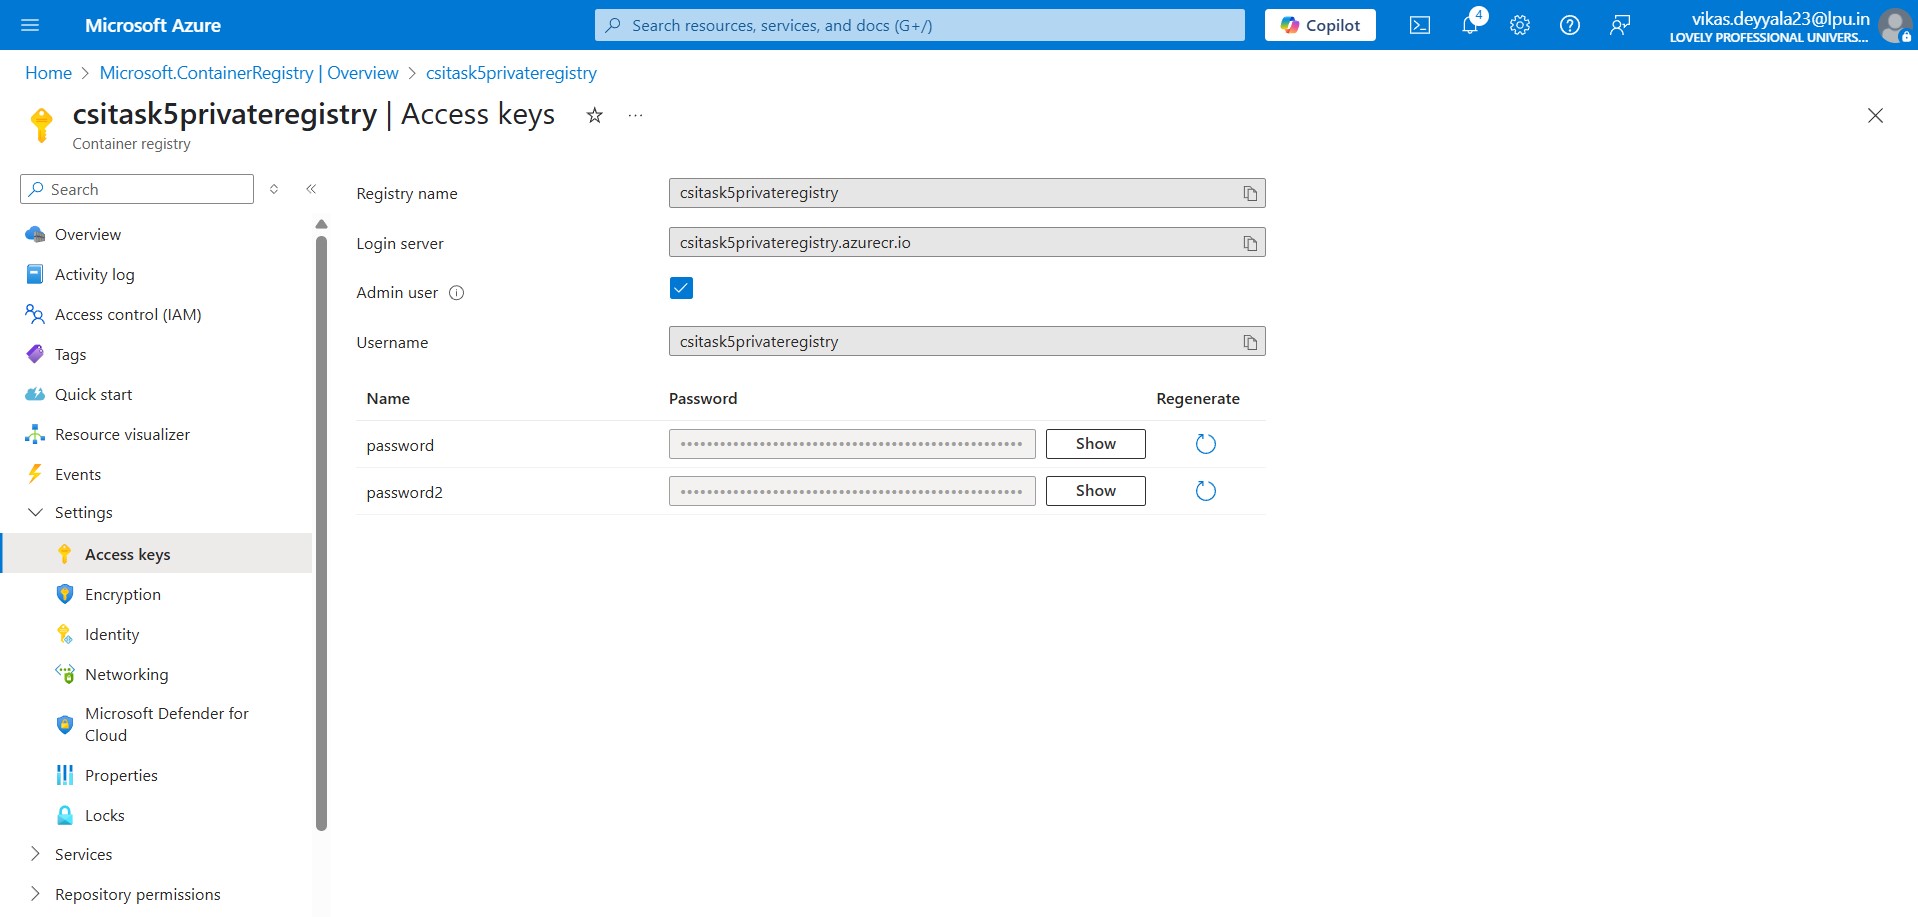 Microsoft Azure
Search resources, services, and docs (G+/)
Copilot
4
vikas.deyyala23@lpu.in
LOVELY PROFESSIONAL UNIVERS...
Home > Microsoft.ContainerRegistry | Overview > csitask5privateregistry
csitask5privateregistry | Access keys
Container registry
Search
Overview
Activity log
Access control (IAM)
Tags
Quick start
Resource visualizer
Events
Settings
Access keys
Encryption
Identity
Networking
Microsoft Defender for
Cloud
Properties
Locks
Services
Repository permissions
Registry name csitask5privateregistry
Login server csitask5privateregistry.azurecr.io
Admin user
Username csitask5privateregistry
Name Password Regenerate
password Show
password2 Show